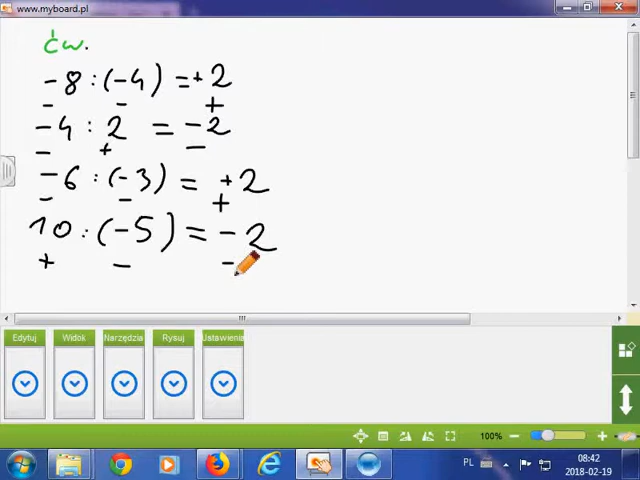 www.myboard.pl
ćw.
-8 : (-4) = +2
- - +
-4 : 2 = -2
- + -
-6 : (-3) = +2
- - +
10 : (-5) = -2
+ - -
Edytuj Widok Narzędzia Rysuj Ustawienia
100%
PL 08:42
2018-02-19